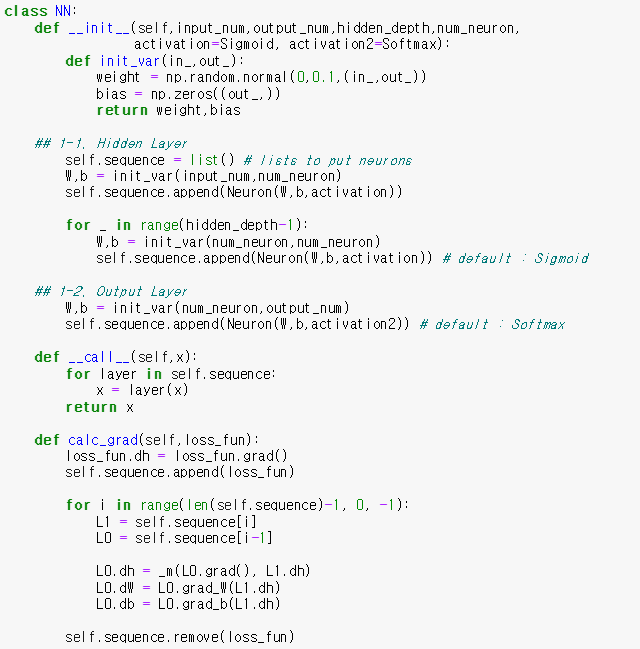 class NN:
    def __init__(self,input_num,output_num,hidden_depth,num_neuron,
                 activation=Sigmoid, activation2=Softmax):
        def init_var(in_,out_):
            weight = np.random.normal(0,0.1,(in_,out_))
            bias = np.zeros((out_,))
            return weight,bias

    ## 1-1. Hidden Layer
        self.sequence = list() # lists to put neurons
        W,b = init_var(input_num,num_neuron)
        self.sequence.append(Neuron(W,b,activation))

        for _ in range(hidden_depth-1):
            W,b = init_var(num_neuron,num_neuron)
            self.sequence.append(Neuron(W,b,activation)) # default : Sigmoid

    ## 1-2. Output Layer
        W,b = init_var(num_neuron,output_num)
        self.sequence.append(Neuron(W,b,activation2)) # default : Softmax

    def __call__(self,x):
        for layer in self.sequence:
            x = layer(x)
        return x

    def calc_grad(self,loss_fun):
        loss_fun.dh = loss_fun.grad()
        self.sequence.append(loss_fun)

        for i in range(len(self.sequence)-1, 0, -1):
            L1 = self.sequence[i]
            L0 = self.sequence[i-1]

            L0.dh = _m(L0.grad(), L1.dh)
            L0.dW = L0.grad_W(L1.dh)
            L0.db = L0.grad_b(L1.dh)

        self.sequence.remove(loss_fun)